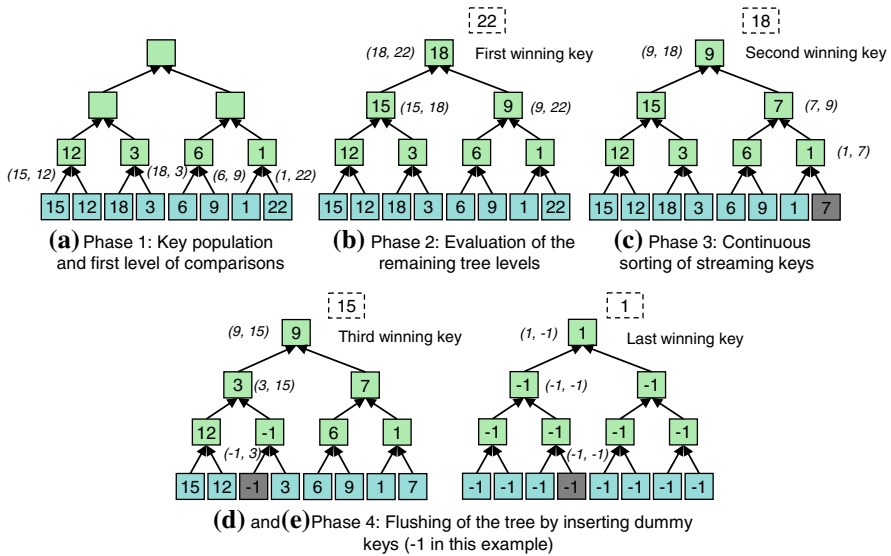 22
(18, 22) 18 First winning key
15 (15, 18) 9 (9, 22)
12 3 6 1
15 12 18 3 6 9 1 22
(b) Phase 2: Evaluation of the
remaining tree levels
12 3 6 1
(15, 12) (18, 3) (6, 9) (1, 22)
15 12 18 3 6 9 1 22
(a) Phase 1: Key population
and first level of comparisons
18
(9, 18) 9 Second winning key
15 7 (7, 9)
12 3 6 1 (1, 7)
15 12 18 3 6 9 1 7
(c) Phase 3: Continuous
sorting of streaming keys
15
(9, 15) 9 Third winning key
3 (3, 15) 7
12 -1 6 1
(-1, 3)
15 12 -1 3 6 9 1 7
1
(1, -1) 1 Last winning key
-1 (-1, -1) -1
-1 -1 -1 -1
(-1, -1)
-1 -1 -1 -1 -1 -1 -1 -1
(d) and (e) Phase 4: Flushing of the tree by inserting dummy
keys (-1 in this example)